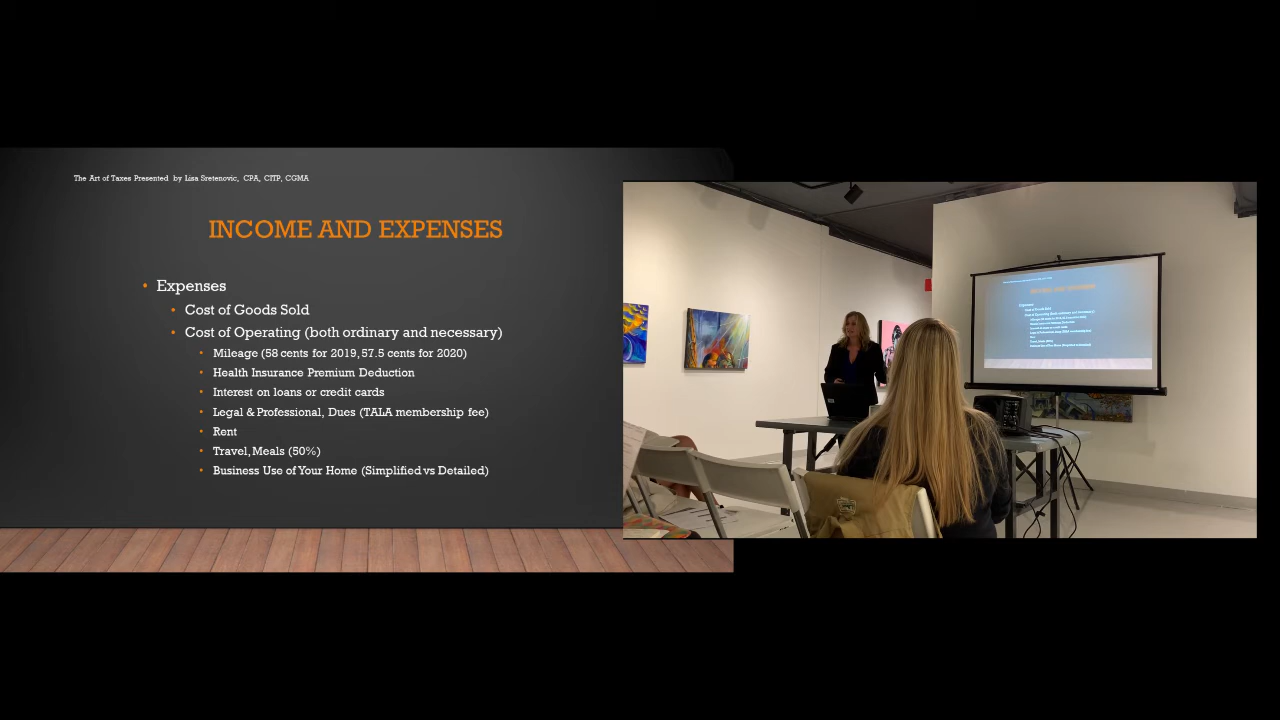 The Art of Taxes Presented by Lisa Sretenovic, CPA, CITP, CGMA
INCOME AND EXPENSES
• Expenses
• Cost of Goods Sold
• Cost of Operating (both ordinary and necessary)
• Mileage (58 cents for 2019, 57.5 cents for 2020)
• Health Insurance Premium Deduction
• Interest on loans or credit cards
• Legal & Professional, Dues (TALA membership fee)
• Rent
• Travel, Meals (50%)
• Business Use of Your Home (Simplified vs Detailed)